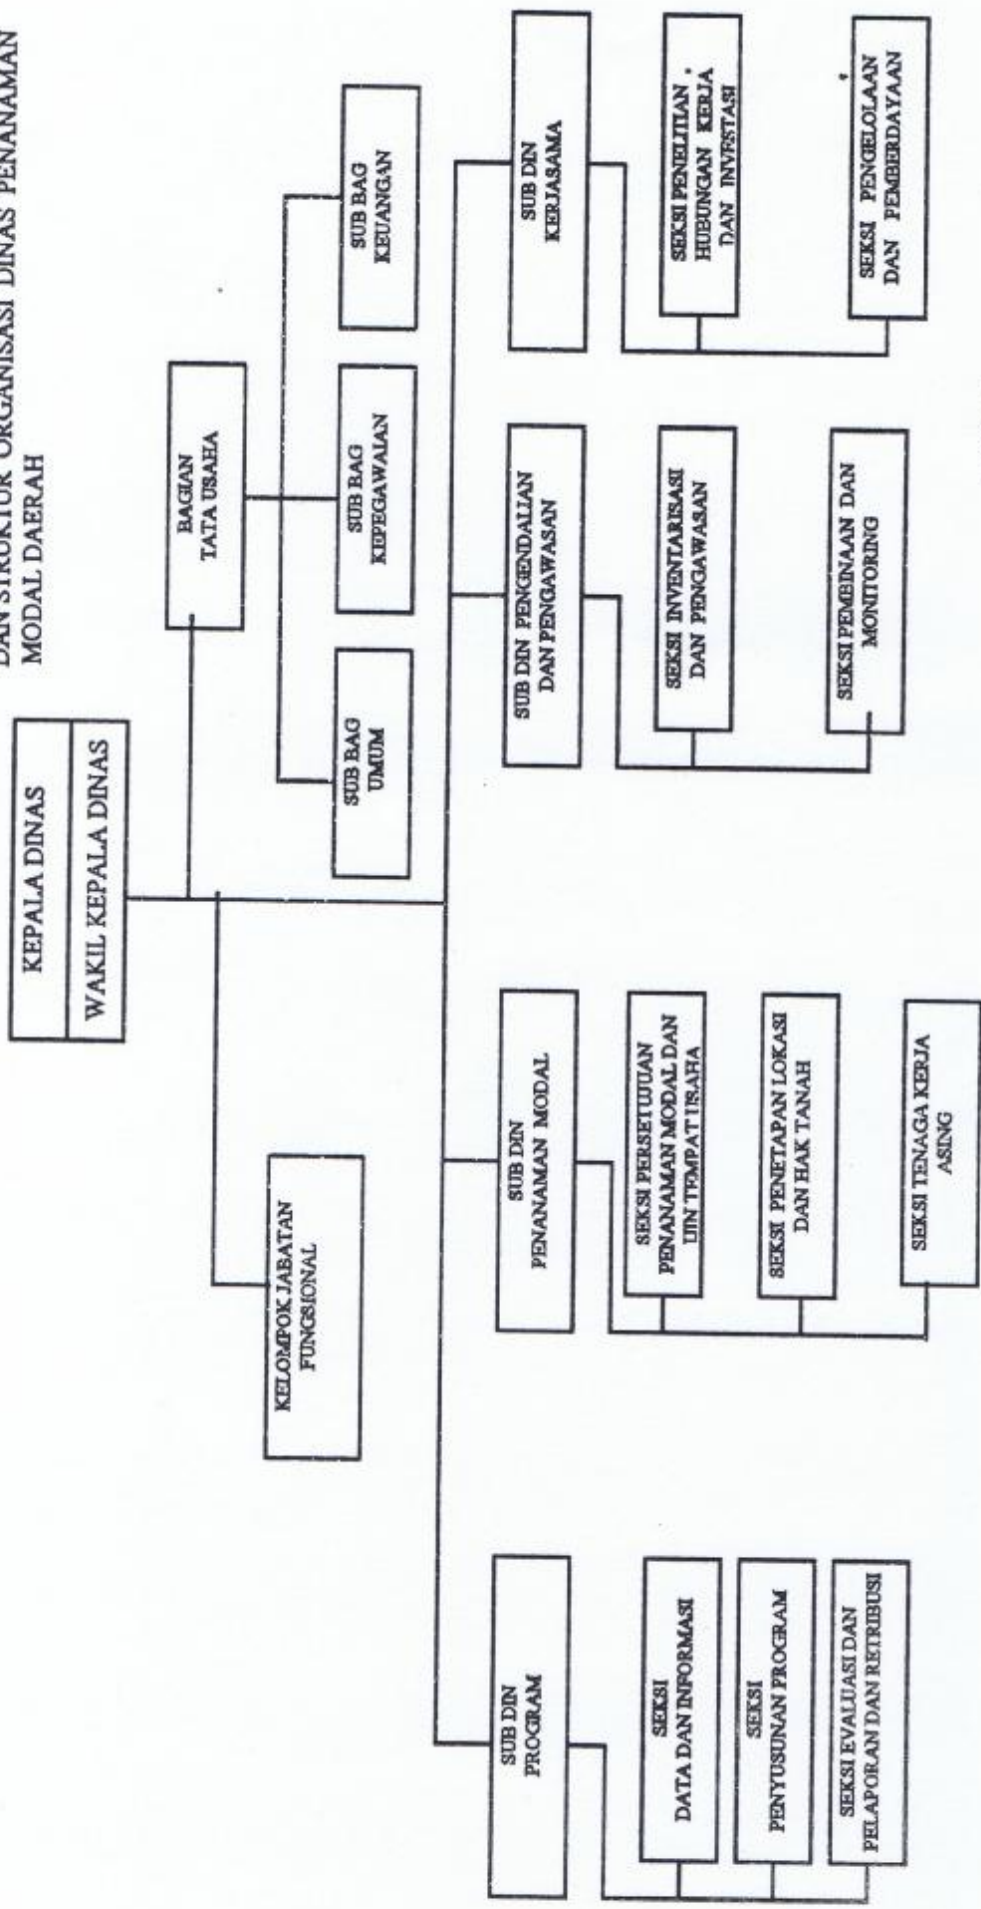 DAN STRUKTUR ORGANISASI DINAS PENANAMAN
MODAL DAERAH
KEPALA DINAS
WAKIL KEPALA DINAS
BAGIAN
TATA USAHA
KELOMPOK JABATAN
FUNGSIONAL
SUB BAG
UMUM
SUB BAG
KEPEGAWAIAN
SUB BAG
KEUANGAN
SUB DIN
PROGRAM
SEKSI
DATA DAN INFORMASI
SEKSI
PENYUSUNAN PROGRAM
SEKSI EVALUASI DAN
PELAPORAN DAN RETRIBUSI
SUB DIN
PENANAMAN MODAL
SEKSI PERSETUJUAN
PENANAMAN MODAL DAN
IJIN TEMPAT USAHA
SEKSI PENETAPAN LOKASI
DAN HAK TANAH
SEKSI TENAGA KERJA
ASING
SUB DIN PENGENDALIAN
DAN PENGAWASAN
SEKSI INVENTARISASI
DAN PENGAWASAN
SEKSI PEMBINAAN DAN
MONITORING
SUB DIN
KERJASAMA
SEKSI PENELITIAN ,
HUBUNGAN KERJA
DAN INVESTASI
SEKSI PENGELOLAAN
DAN PEMBERDAYAAN